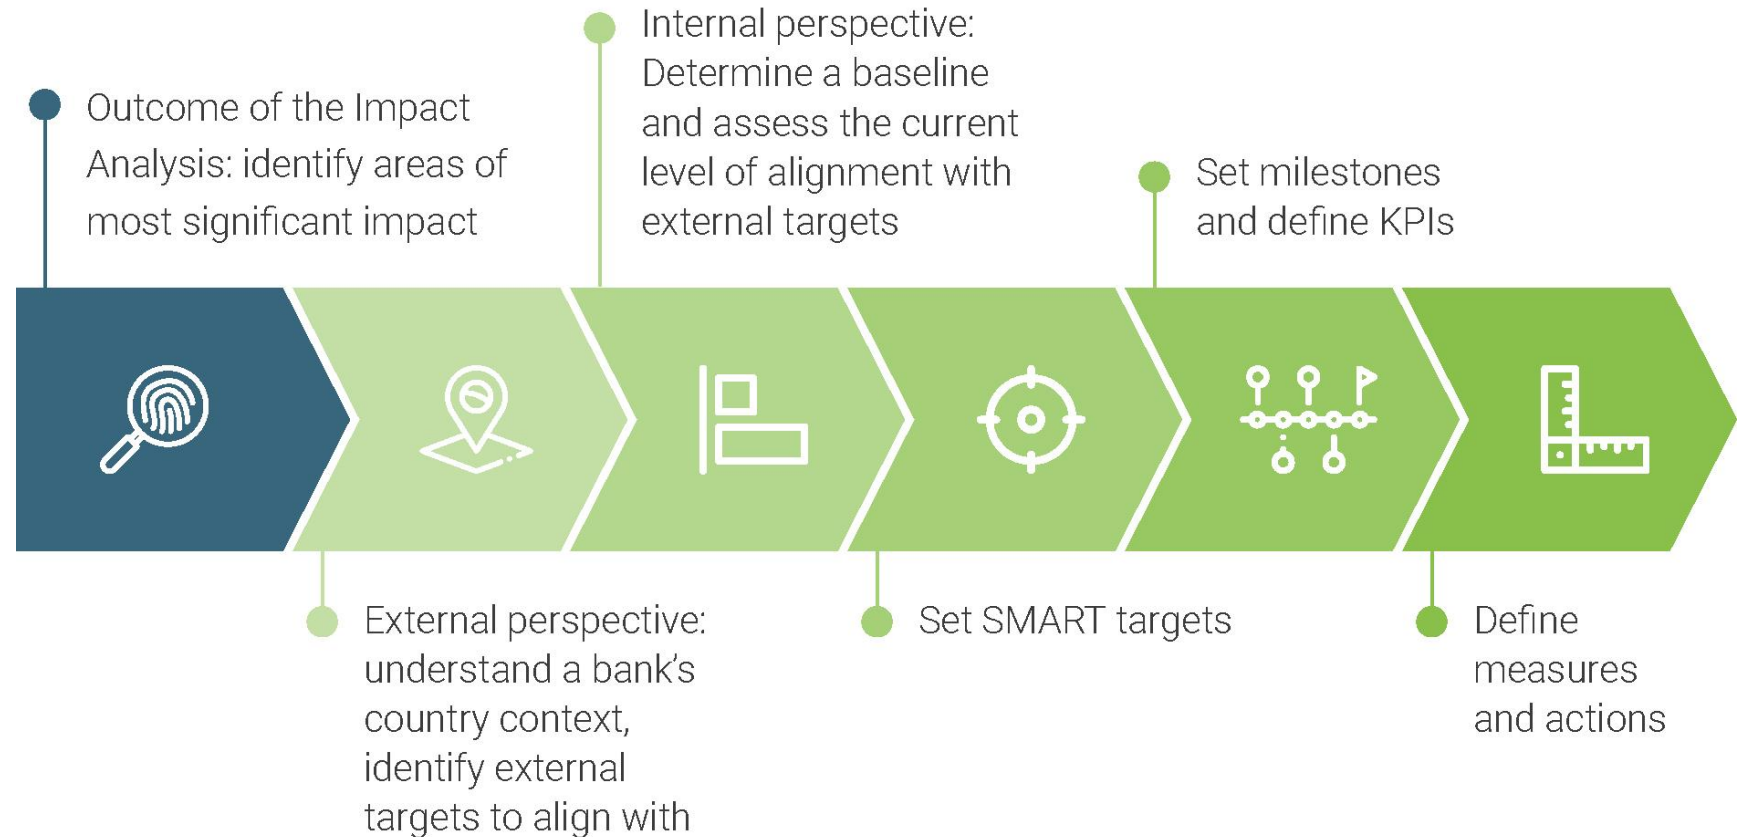 Outcome of the Impact
Analysis: identify areas of
most significant impact
External perspective:
understand a bank's
country context,
identify external
targets to align with
Internal perspective:
Determine a baseline
and assess the current
level of alignment with
external targets
Set SMART targets
Set milestones
and define KPIs
Define
measures
and actions